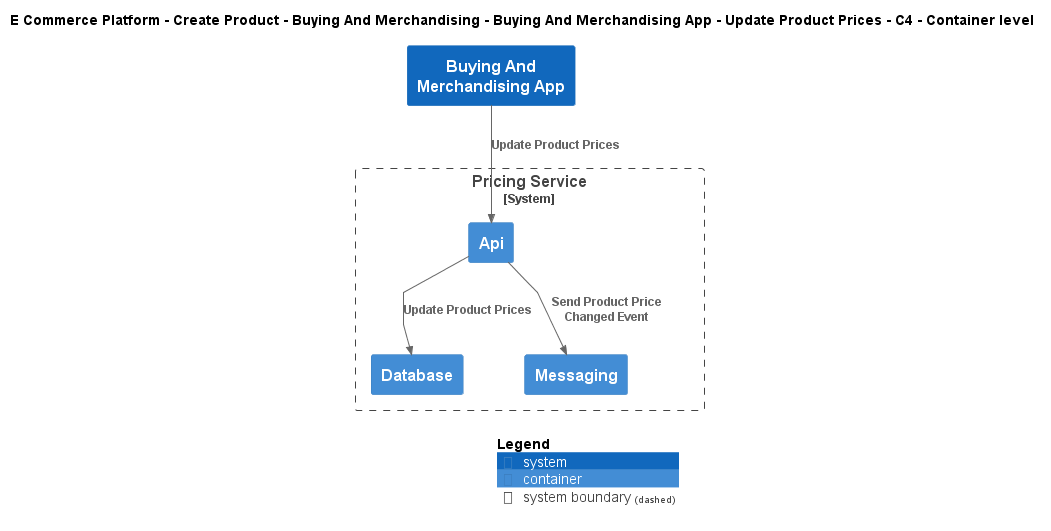 E Commerce Platform - Create Product - Buying And Merchandising - Buying And Merchandising App - Update Product Prices - C4 - Container level
Buying And
Merchandising App
Update Product Prices
Pricing Service
[System]
Api
Update Product Prices
Send Product Price
Changed Event
Database
Messaging
Legend
system
container
system boundary (dashed)